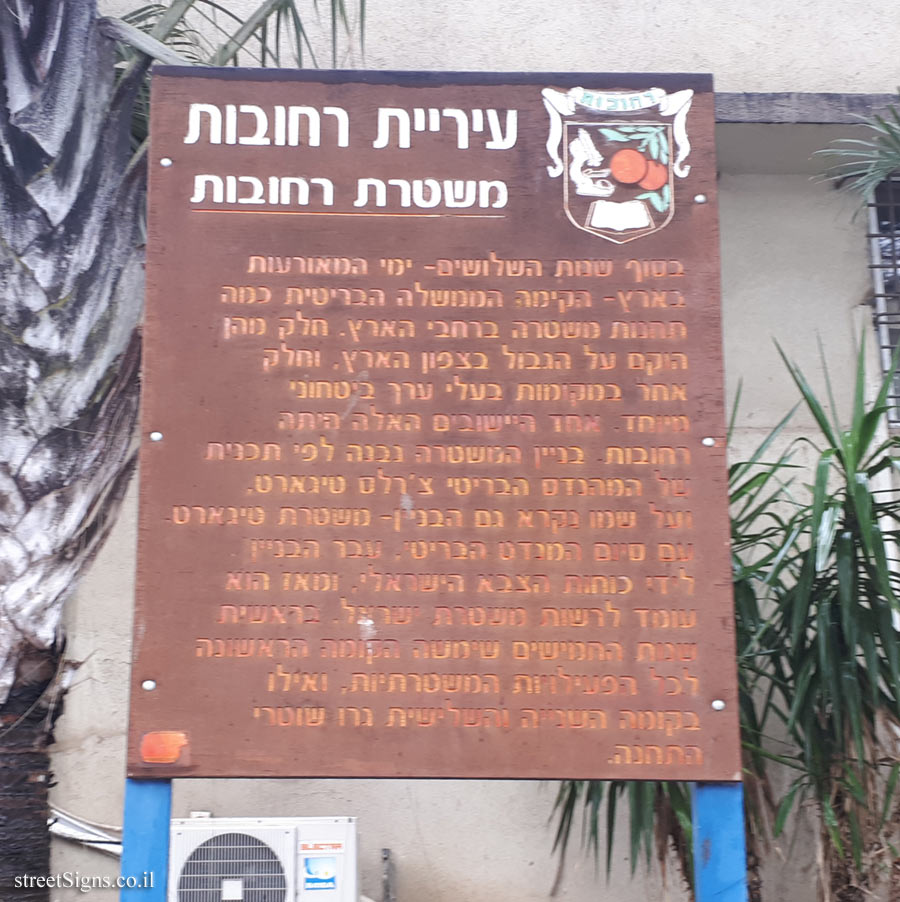 עיריית רחובות
רחובות
משטרת רחובות
בסוף שנות השלושים- ימי המאורעות
בארץ- הקימה הממשלה הבריטית כמה
תחנות משטרה ברחבי הארץ. חלק מהן
הוקם על הגבול בצפון הארץ, וחלק
אחר במקומות בעלי ערך ביטחוני
מיוחד. אחד היישובים האלה היתה
רחובות. בניין המשטרה נבנה לפי תכנית
של המהנדס הבריטי צ'רלס טיגארט,
ועל שמו נקרא גם הבניין- משטרת טיגארט.
עם סיום המנדט הבריטי, עבר הבניין
לידי כוחות הצבא הישראלי, ומאז הוא
עומד לרשות משטרת ישראל. בראשית
שנות החמישים שימשה הקומה הראשונה
לכל הפעילויות המשטרתיות, ואילו
בקומה השנייה והשלישית גרו שוטרי
התחנה.
streetSigns.co.il